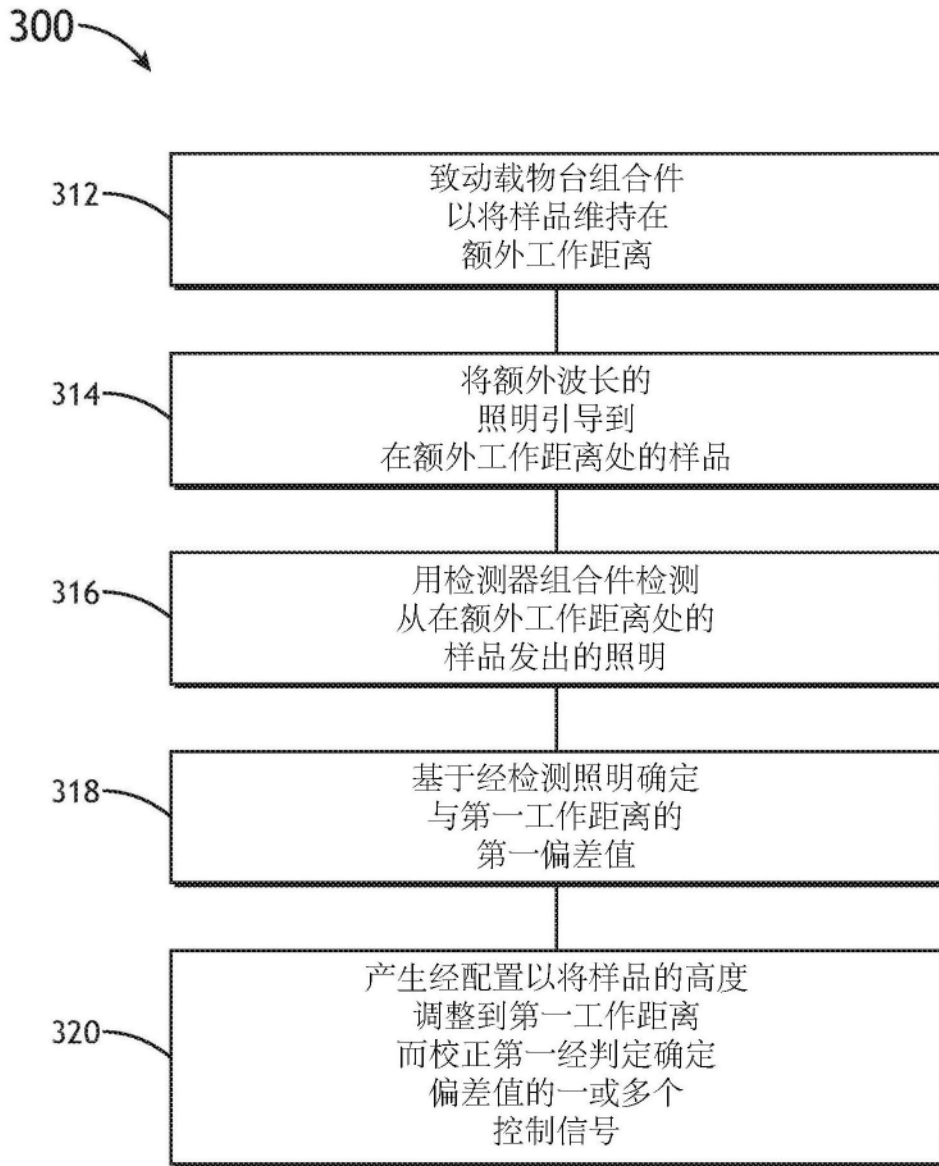 300
312
致动载物台组合件
以将样品维持在
额外工作距离
314
将额外波长的
照明引导到
在额外工作距离处的样品
316
用检测器组合件检测
从在额外工作距离处的
样品发出的照明
318
基于经检测照明确定
与第一工作距离的
第一偏差值
320
产生经配置以将样品的高度
调整到第一工作距离
而校正第一经判定确定
偏差值的一或多个
控制信号